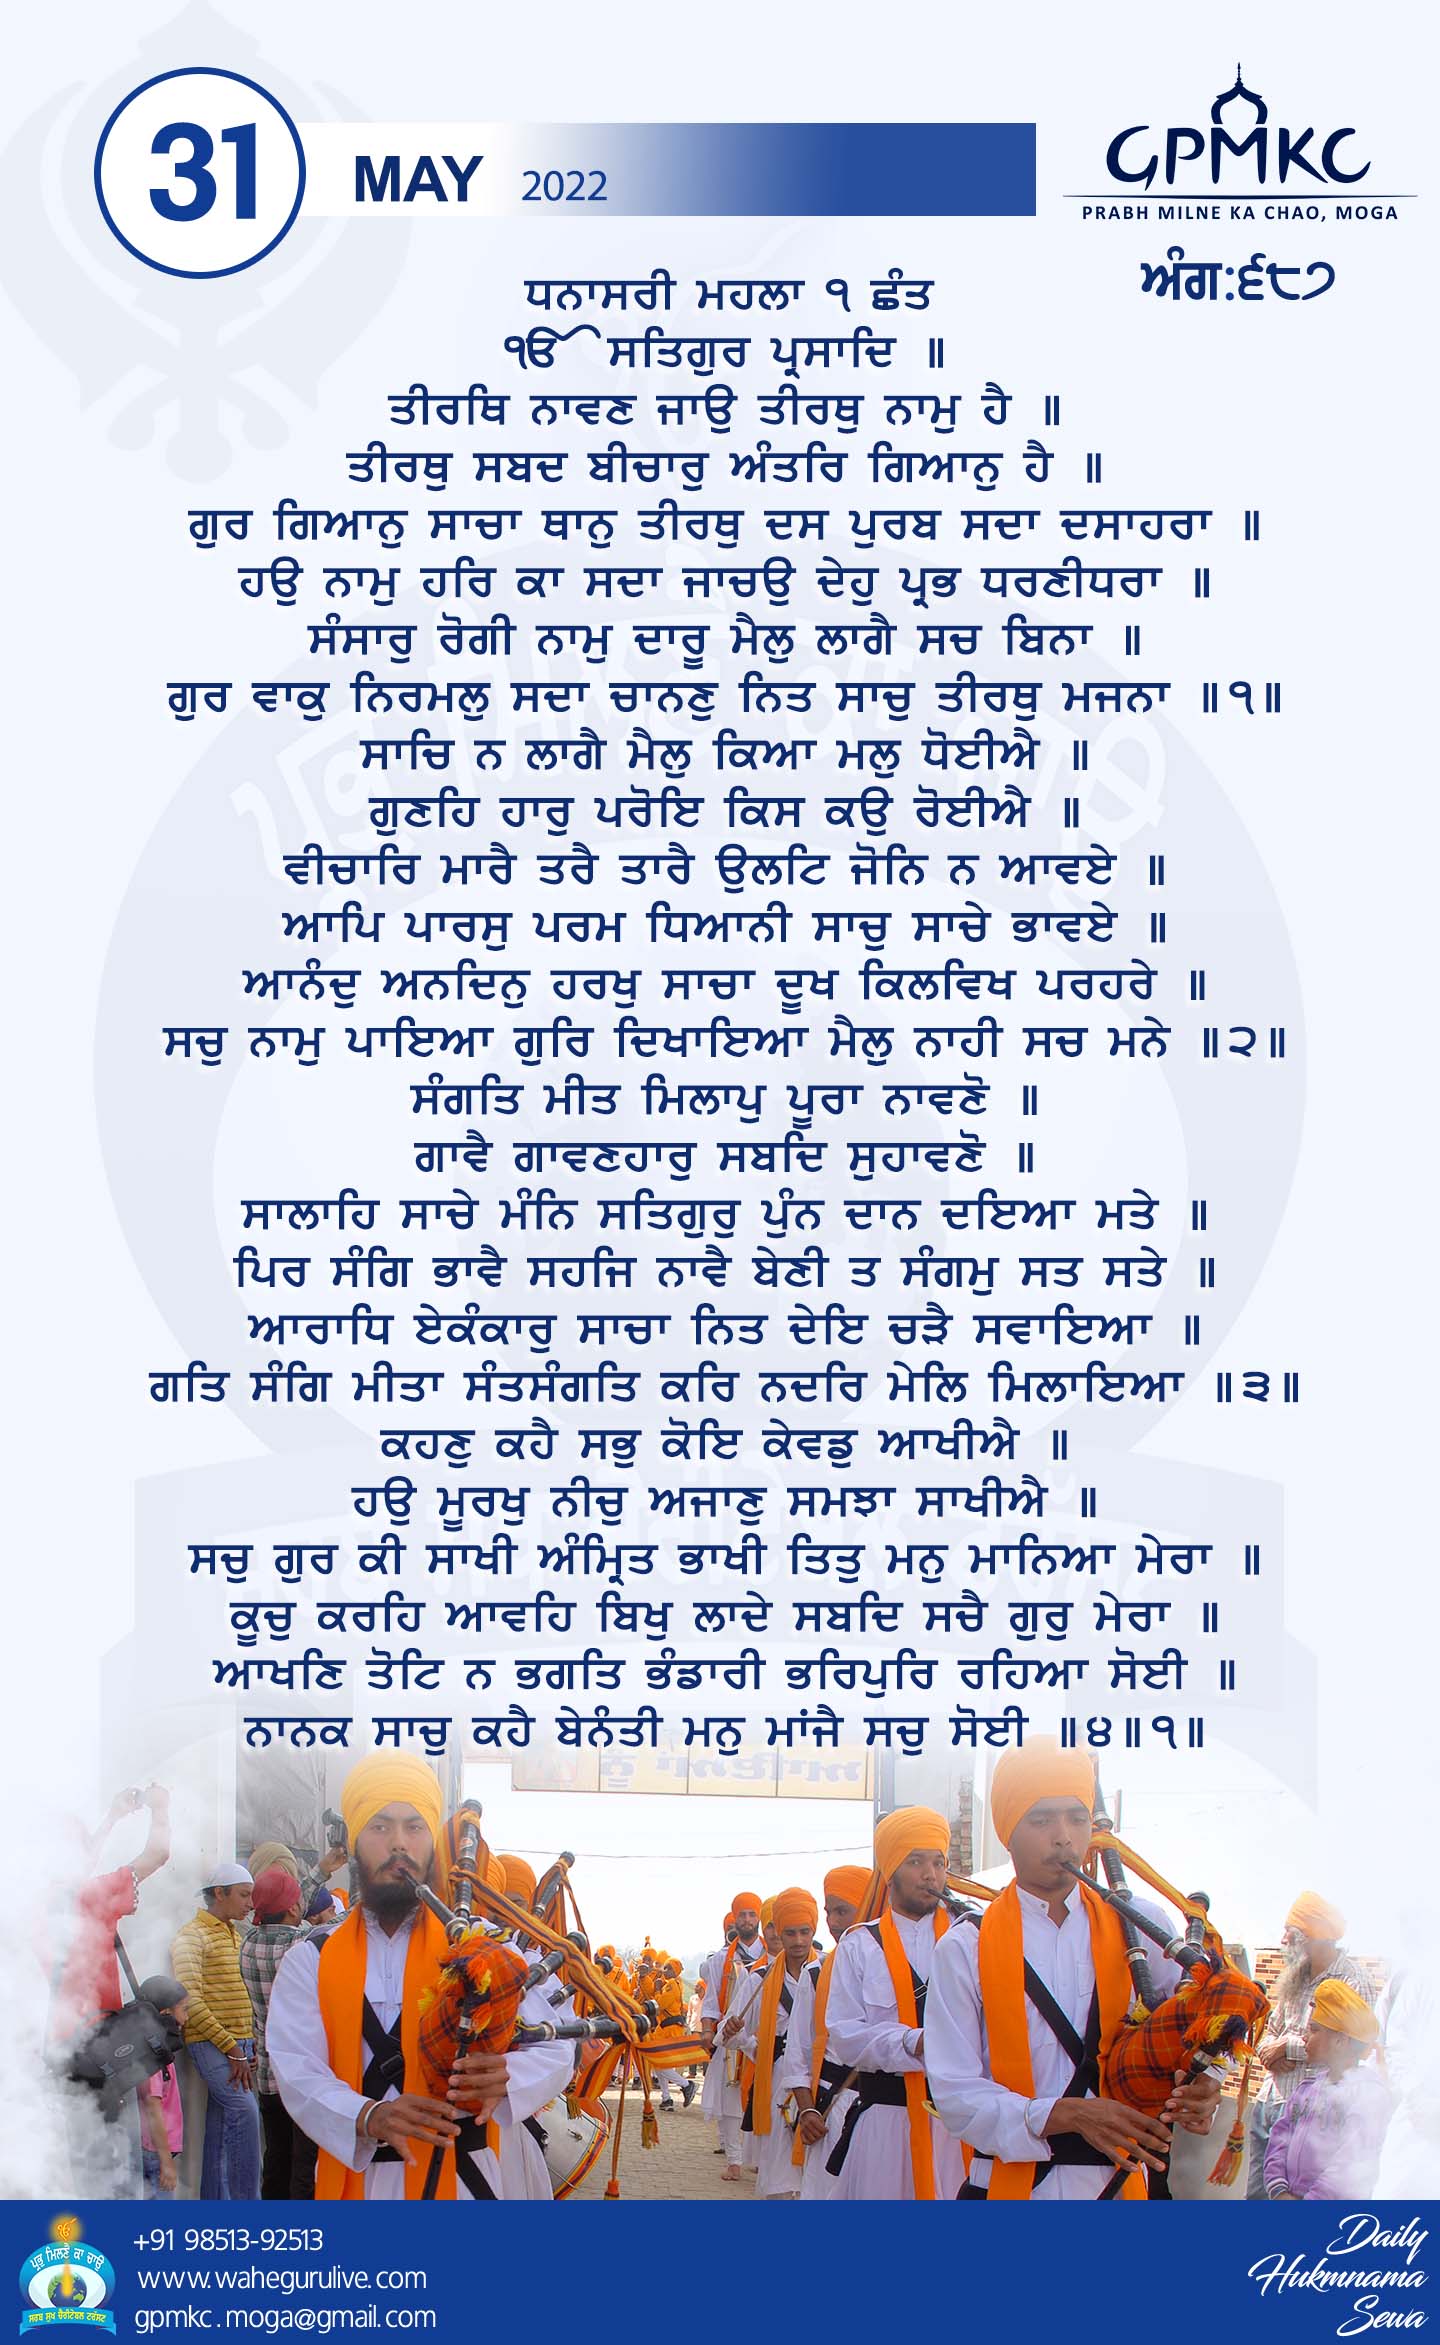 31
MAY 2022
GPMKC
PRABH MILNE KA CHAO, MOGA
ਅੰਗ:੬੮੭
ਧਨਾਸਰੀ ਮਹਲਾ ੧ ਛੰਤ
ੴ ਸਤਿਗੁਰ ਪ੍ਰਸਾਦਿ ॥
ਤੀਰਥਿ ਨਾਵਣ ਜਾਉ ਤੀਰਥੁ ਨਾਮੁ ਹੈ ॥
ਤੀਰਥੁ ਸਬਦ ਬੀਚਾਰੁ ਅੰਤਰਿ ਗਿਆਨੁ ਹੈ ॥
ਗੁਰ ਗਿਆਨੁ ਸਾਚਾ ਥਾਨੁ ਤੀਰਥੁ ਦਸ ਪੁਰਬ ਸਦਾ ਦਸਾਹਰਾ ॥
ਹਉ ਨਾਮੁ ਹਰਿ ਕਾ ਸਦਾ ਜਾਚਉ ਦੇਹੁ ਪ੍ਰਭ ਧਰਣੀਧਰਾ ॥
ਸੰਸਾਰੁ ਰੋਗੀ ਨਾਮੁ ਦਾਰੂ ਮੈਲੁ ਲਾਗੈ ਸਚ ਬਿਨਾ ॥
ਗੁਰ ਵਾਕੁ ਨਿਰਮਲੁ ਸਦਾ ਚਾਨਣੁ ਨਿਤ ਸਾਚੁ ਤੀਰਥੁ ਮਜਨਾ ॥੧॥
ਸਾਚਿ ਨ ਲਾਗੈ ਮੈਲੁ ਕਿਆ ਮਲੁ ਧੋਈਐ ॥
ਗੁਣਹਿ ਹਾਰੁ ਪਰੋਇ ਕਿਸ ਕਉ ਰੋਈਐ ॥
ਵੀਚਾਰਿ ਮਾਰੈ ਤਰੈ ਤਾਰੈ ਉਲਟਿ ਜੋਨਿ ਨ ਆਵਏ ॥
ਆਪਿ ਪਾਰਸੁ ਪਰਮ ਧਿਆਨੀ ਸਾਚੁ ਸਾਚੇ ਭਾਵਏ ॥
ਆਨੰਦੁ ਅਨਦਿਨੁ ਹਰਖੁ ਸਾਚਾ ਦੂਖ ਕਿਲਵਿਖ ਪਰਹਰੇ ॥
ਸਚੁ ਨਾਮੁ ਪਾਇਆ ਗੁਰਿ ਦਿਖਾਇਆ ਮੈਲੁ ਨਾਹੀ ਸਚ ਮਨੇ ॥੨॥
ਸੰਗਤਿ ਮੀਤ ਮਿਲਾਪੁ ਪੂਰਾ ਨਾਵਣੋ ॥
ਗਾਵੈ ਗਾਵਣਹਾਰੁ ਸਬਦਿ ਸੁਹਾਵਣੋ ॥
ਸਾਲਾਹਿ ਸਾਚੇ ਮੰਨਿ ਸਤਿਗੁਰੁ ਪੁੰਨ ਦਾਨ ਦਇਆ ਮਤੇ ॥
ਪਿਰ ਸੰਗਿ ਭਾਵੈ ਸਹਜਿ ਨਾਵੈ ਬੇਣੀ ਤ ਸੰਗਮੁ ਸਤ ਸਤੇ ॥
ਆਰਾਧਿ ਏਕੰਕਾਰੁ ਸਾਚਾ ਨਿਤ ਦੇਇ ਚੜੈ ਸਵਾਇਆ ॥
ਗਤਿ ਸੰਗਿ ਮੀਤਾ ਸੰਤਸੰਗਤਿ ਕਰਿ ਨਦਰਿ ਮੇਲਿ ਮਿਲਾਇਆ ॥੩॥
ਕਹਣੁ ਕਹੈ ਸਭੁ ਕੋਇ ਕੇਵਡੁ ਆਖੀਐ ॥
ਹਉ ਮੂਰਖੁ ਨੀਚੁ ਅਜਾਣੁ ਸਮਝਾ ਸਾਖੀਐ ॥
ਸਚੁ ਗੁਰ ਕੀ ਸਾਖੀ ਅੰਮ੍ਰਿਤ ਭਾਖੀ ਤਿਤੁ ਮਨੁ ਮਾਨਿਆ ਮੇਰਾ ॥
ਕੂਚੁ ਕਰਹਿ ਆਵਹਿ ਬਿਖੁ ਲਾਦੇ ਸਬਦਿ ਸਚੈ ਗੁਰੁ ਮੇਰਾ ॥
ਆਖਣਿ ਤੋਟਿ ਨ ਭਗਤਿ ਭੰਡਾਰੀ ਭਰਿਪੁਰਿ ਰਹਿਆ ਸੋਈ ॥
ਨਾਨਕ ਸਾਚੁ ਕਹੈ ਬੇਨੰਤੀ ਮਨੁ ਮਾਂਜੈ ਸਚੁ ਸੋਈ ॥੪॥੧॥
ਪ੍ਰਭੁ ਮਿਲਣੈ ਕਾ ਚਾਉ
ਸਰਬ ਸੁਖ ਚੈਰੀਟੇਬਲ ਟਰੱਸਟ
+91 98513-92513
www.wahegurulive.com
gpmkc.moga@gmail.com
Daily
Hukmnama
Sewa